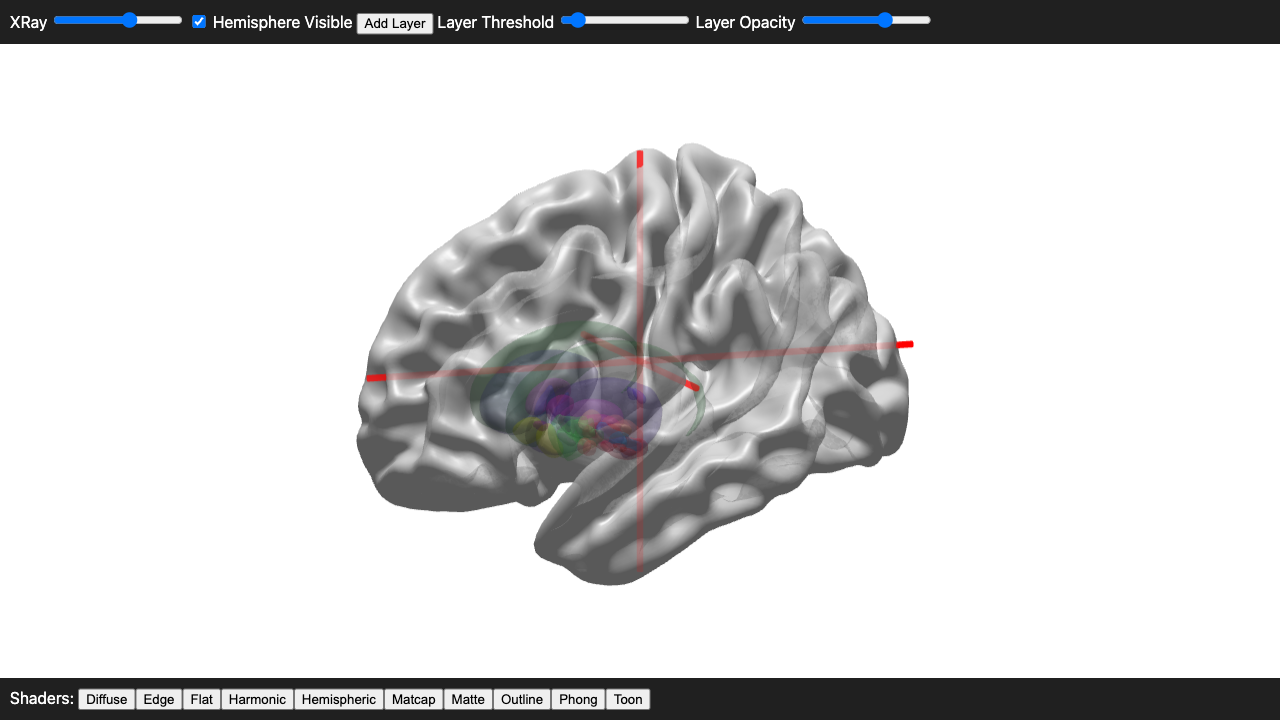 XRay Hemisphere Visible Add Layer Layer Threshold Layer Opacity
Shaders: Diffuse Edge Flat Harmonic Hemispheric Matcap Matte Outline Phong Toon